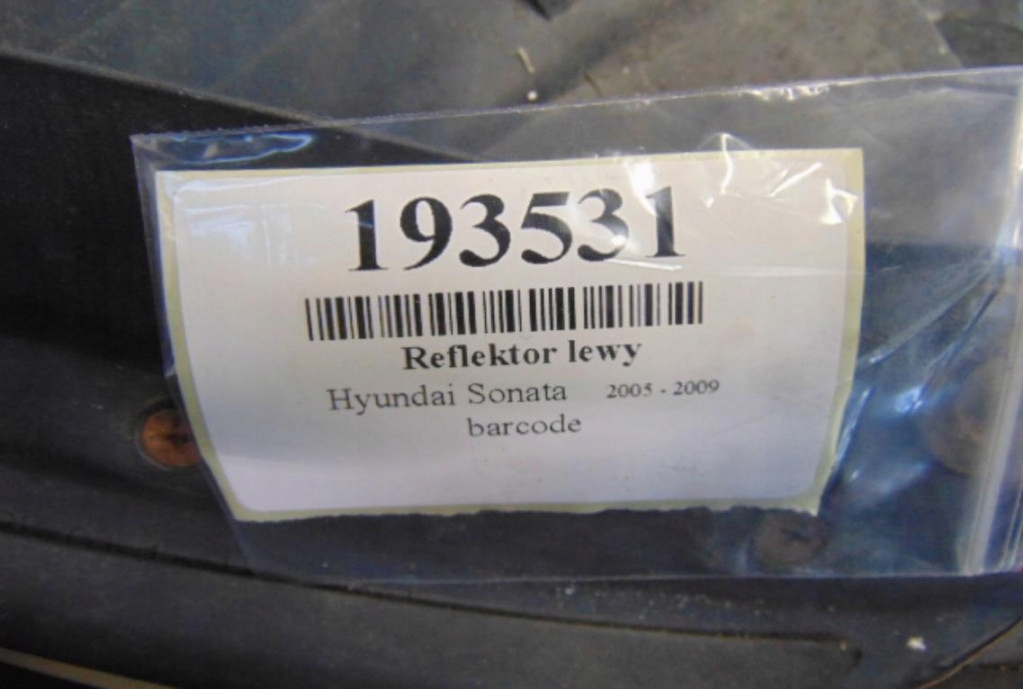 193531
Reflektor lewy
Hyundai Sonata 2005 - 2009
barcode